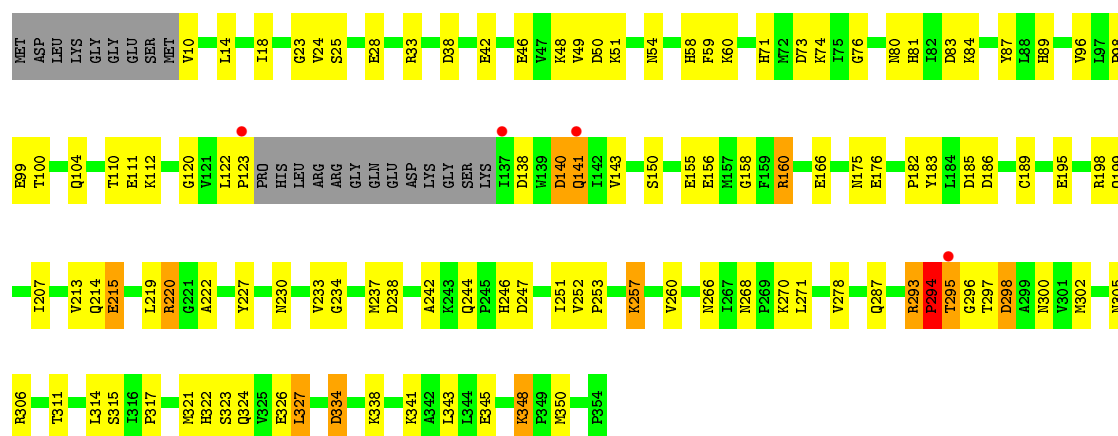 MET ASP LEU LYS GLY GLY GLU SER MET V10 L14 I18 G23 V24 S25 E28 R33 D38 E42 E46 V47 K48 V49 D50 K51 N54 H58 F59 K60 H71 M72 D73 K74 I75 G76 N80 H81 I82 D83 K84 Y87 L88 H89 V96 L97 P98
E99 T100 Q104 T110 E111 K112 G120 V121 L122 P123 PRO HIS LEU ARG ARG GLY GLN GLU ASP LYS GLY SER LYS I137 D138 W139 D140 Q141 I142 V143 S150 E155 E156 M157 G158 F159 R160 E166 N175 E176 P182 Y183 L184 D185 D186 C189 E195 R198
I207 V213 Q214 E215 L219 R220 G221 A222 Y227 N230 V233 G234 M237 D238 A242 K243 Q244 P245 H246 D247 I251 V252 P253 K257 V260 N266 I267 N268 P269 K270 L271 V278 Q287 R293 P294 T295 G296 T297 D298 A299 N300 V301 M302 N305
R306 T311 L314 S315 I316 P317 M321 H322 S323 Q324 V325 E326 L327 D334 K338 K341 A342 L343 L344 E345 K348 P349 M350 P354